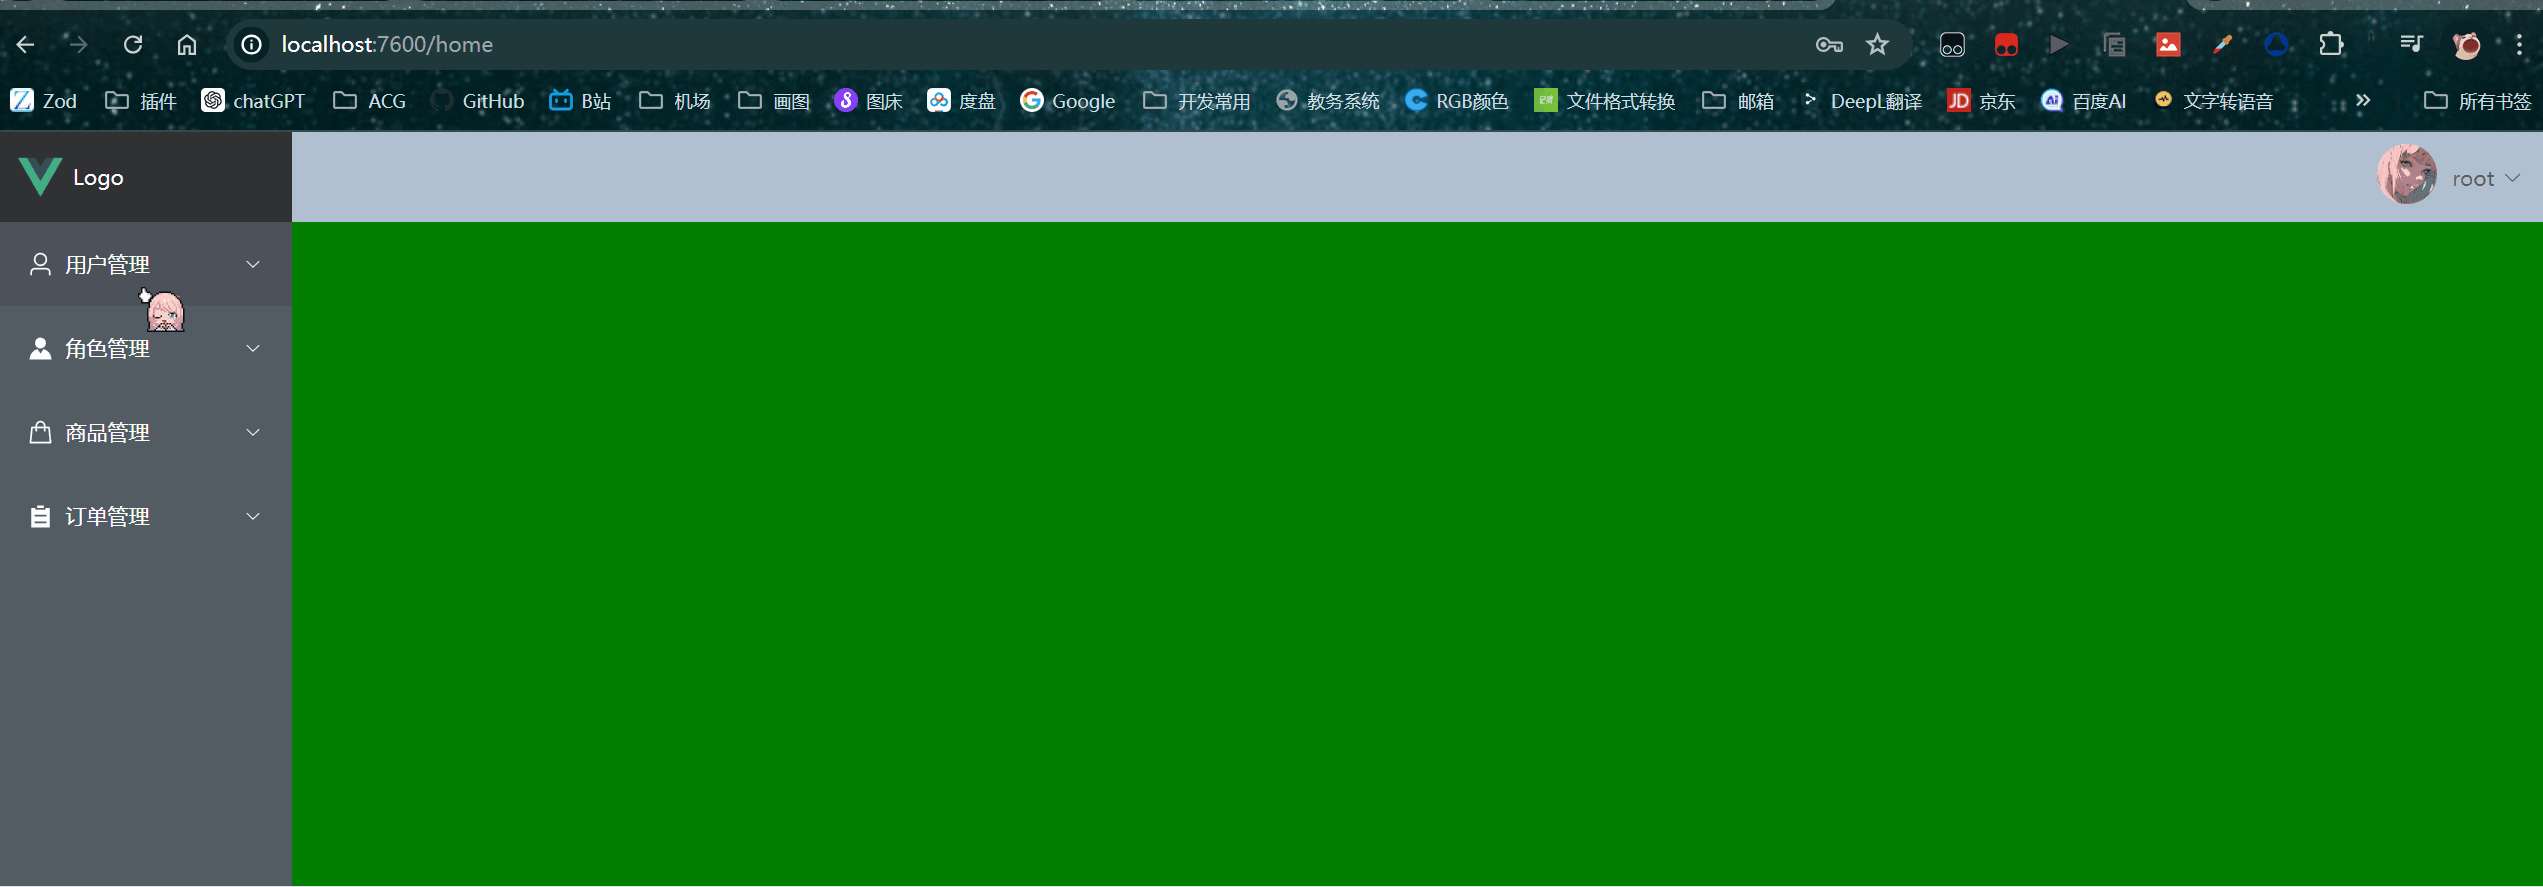 localhost:7600/home
Zod 插件 chatGPT ACG GitHub B站 机场 画图 图床 度盘 Google 开发常用 教务系统 RGB颜色 文件格式转换 邮箱 DeepL翻译 JD 京东 Ai 百度AI 文字转语音 所有书签
Logo root
用户管理
角色管理
商品管理
订单管理